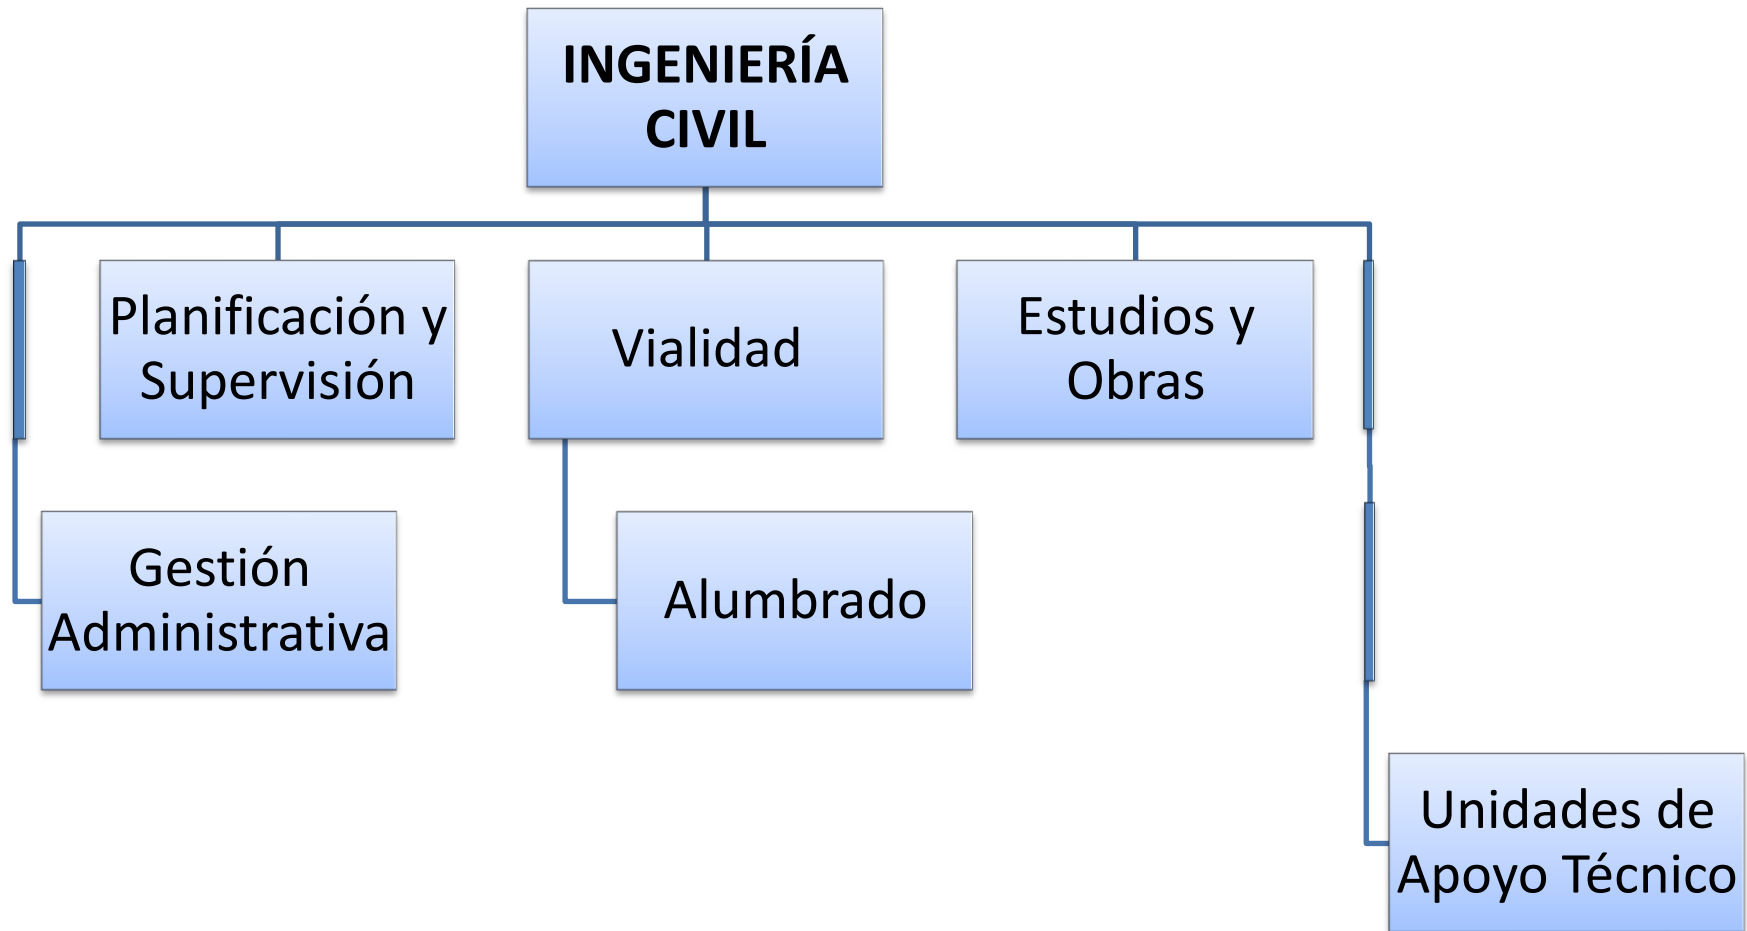 INGENIERÍA
CIVIL
Planificación y
Supervisión
Vialidad
Estudios y
Obras
Gestión
Administrativa
Alumbrado
Unidades de
Apoyo Técnico